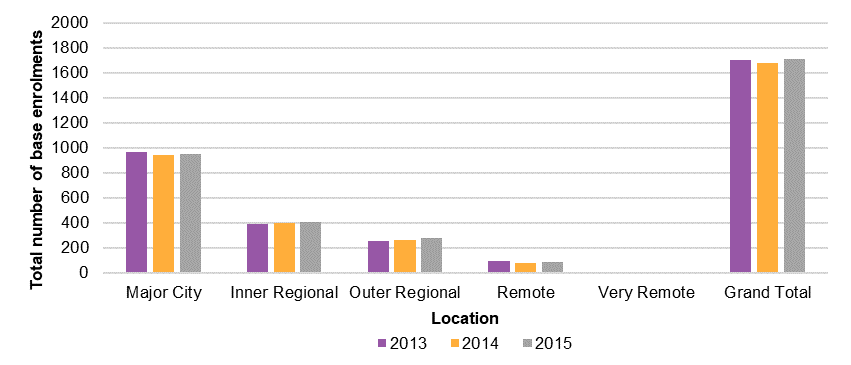 Total number of base enrolments
2000
1800
1600
1400
1200
1000
800
600
400
200
0
Major City Inner Regional Outer Regional Remote Very Remote Grand Total
Location
2013 2014 2015